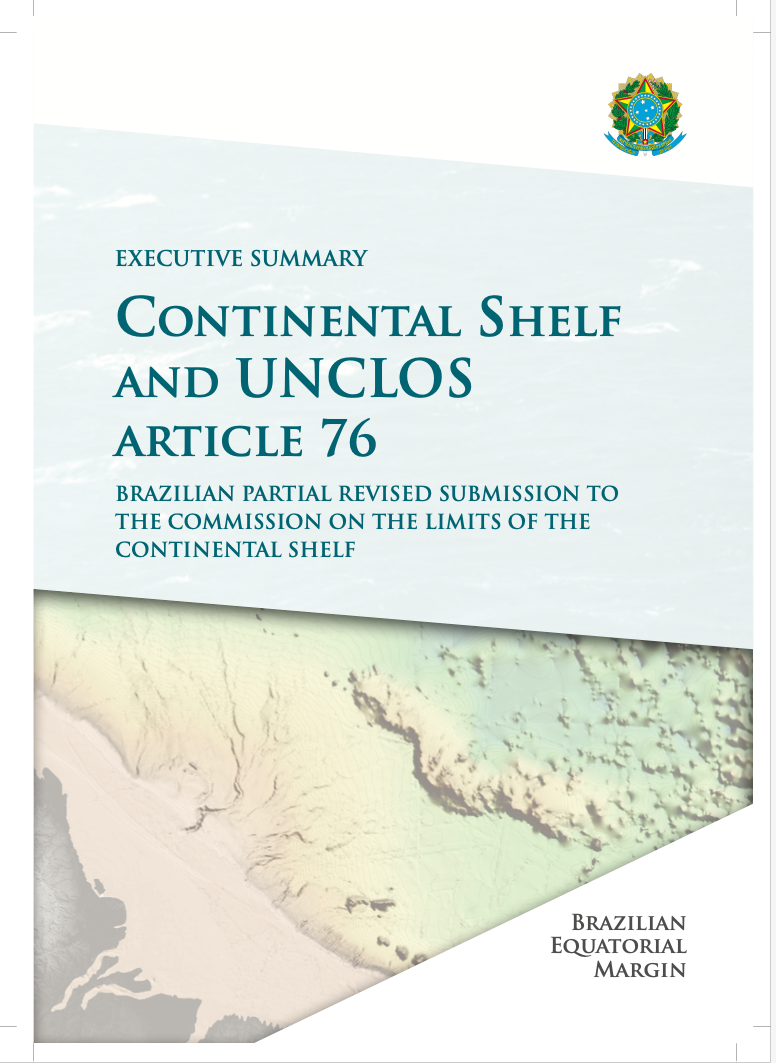 EXECUTIVE SUMMARY
CONTINENTAL SHELF
AND UNCLOS
ARTICLE 76
BRAZILIAN PARTIAL REVISED SUBMISSION TO
THE COMMISSION ON THE LIMITS OF THE
CONTINENTAL SHELF
BRAZILIAN
EQUATORIAL
MARGIN